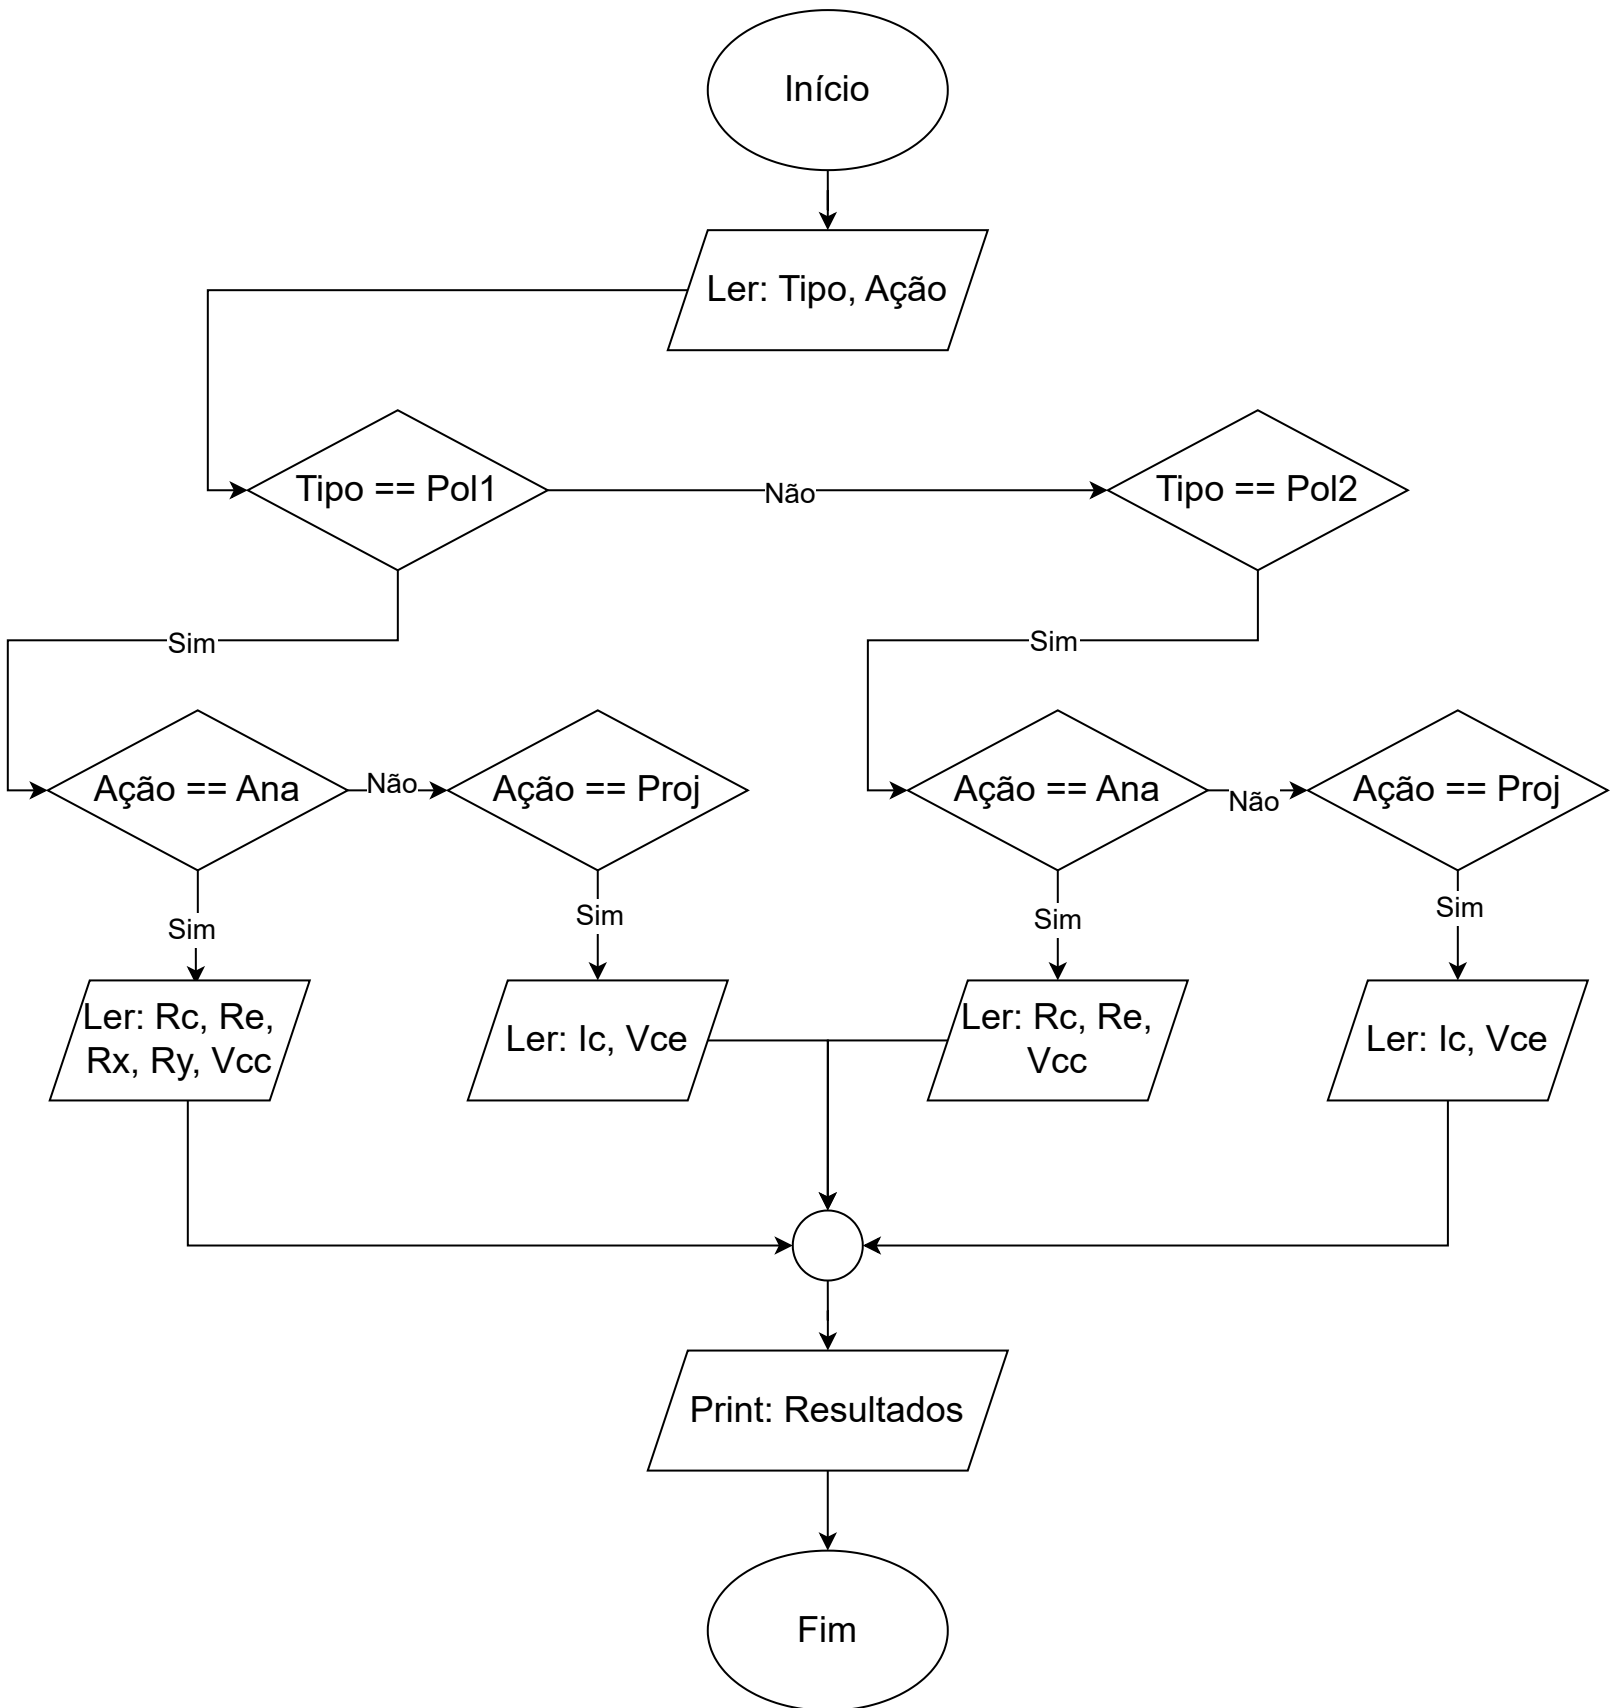 Início
Ler: Tipo, Ação
Tipo == Pol1
Não
Tipo == Pol2
Sim
Sim
Ação == Ana
Não
Ação == Proj
Ação == Ana
Não
Ação == Proj
Sim
Sim
Sim
Sim
Ler: Rc, Re,
Rx, Ry, Vcc
Ler: Ic, Vce
Ler: Rc, Re,
Vcc
Ler: Ic, Vce
Print: Resultados
Fim